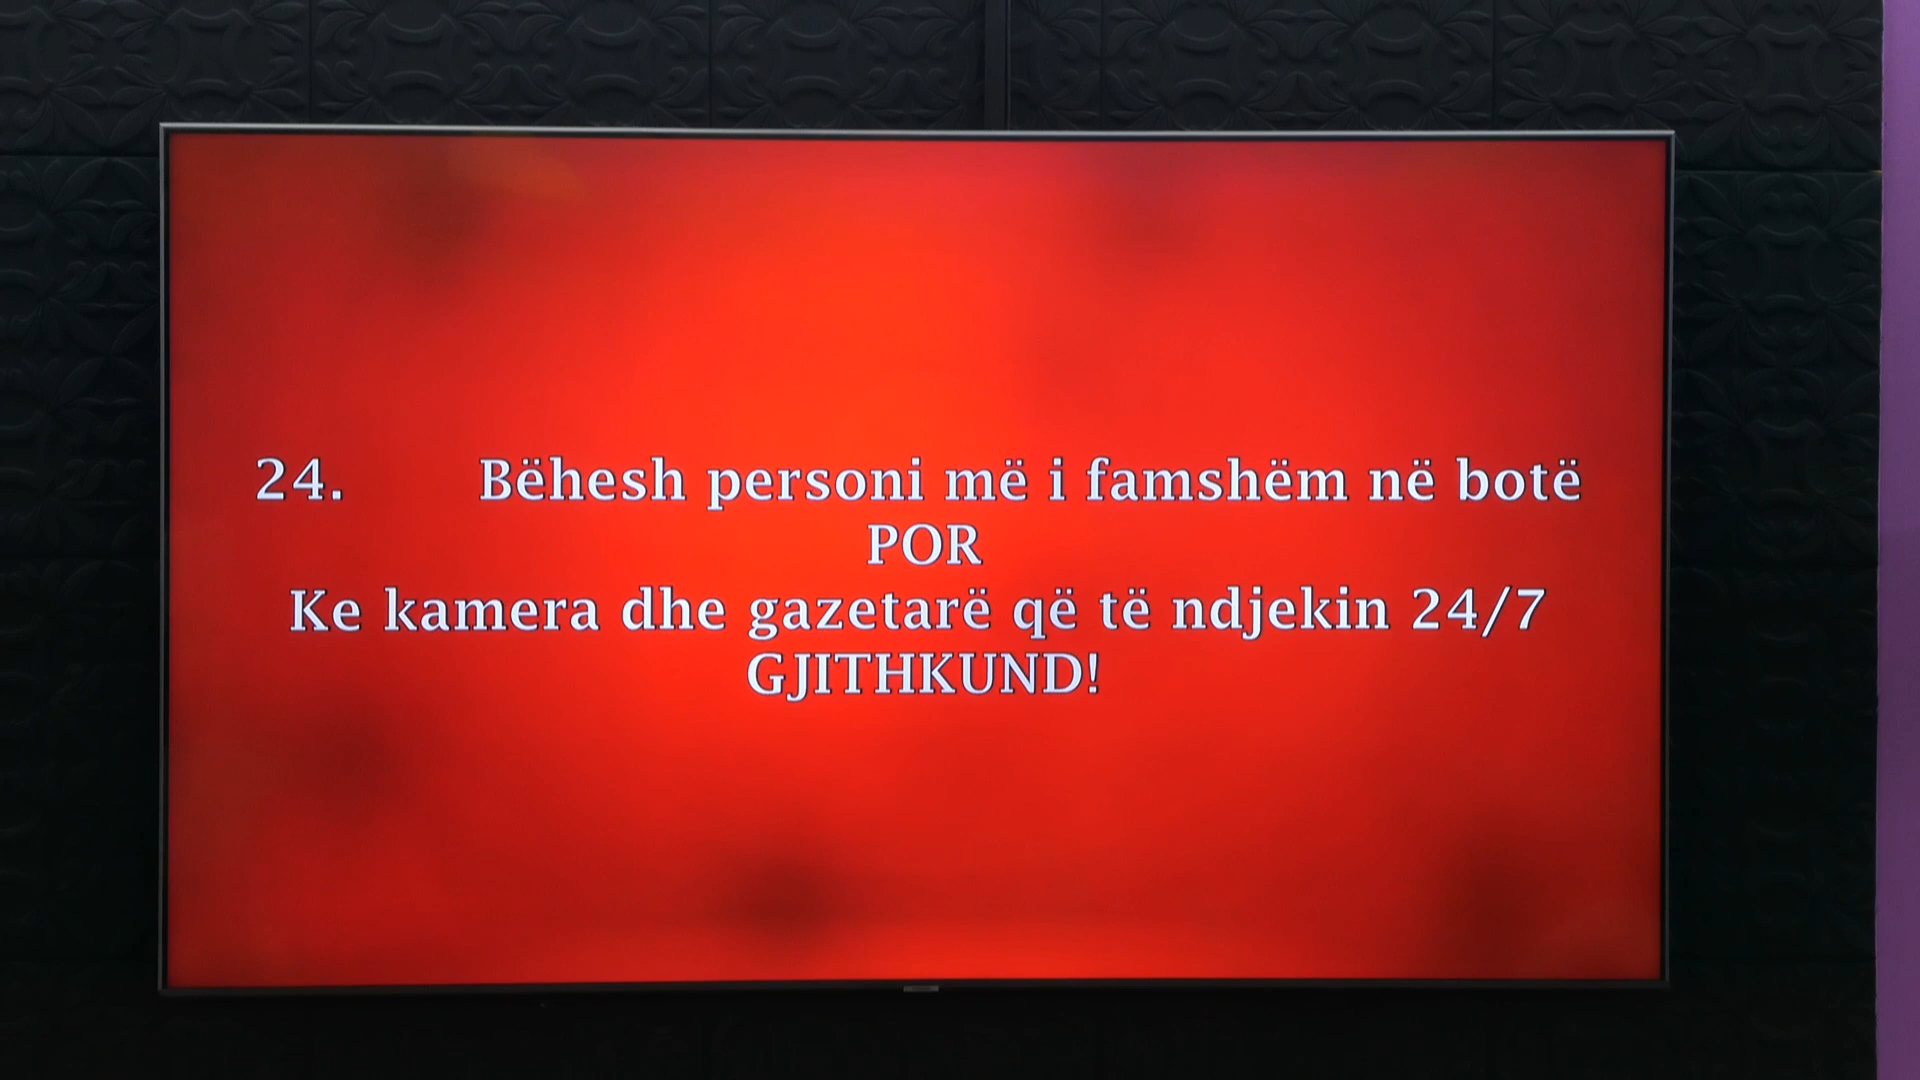 24. Bëhesh personi më i famshëm në botë
POR
Ke kamera dhe gazetarë që të ndjekin 24/7
GJITHKUND!